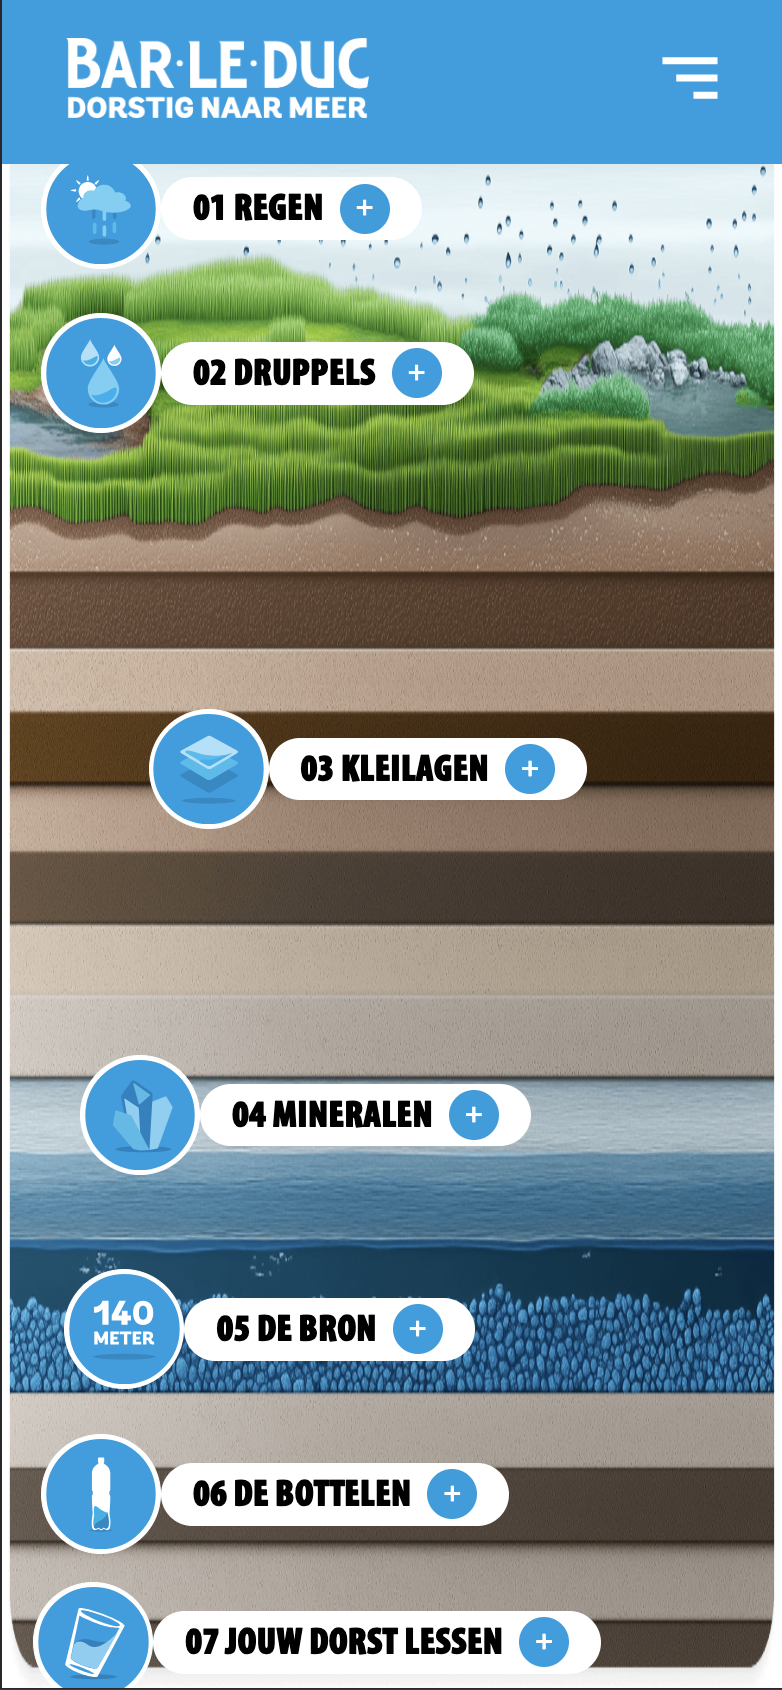 BAR·LE·DUC
DORSTIG NAAR MEER
01 REGEN
02 DRUPPELS
03 KLEILAGEN
04 MINERALEN
140
METER
05 DE BRON
06 DE BOTTELEN
07 JOUW DORST LESSEN